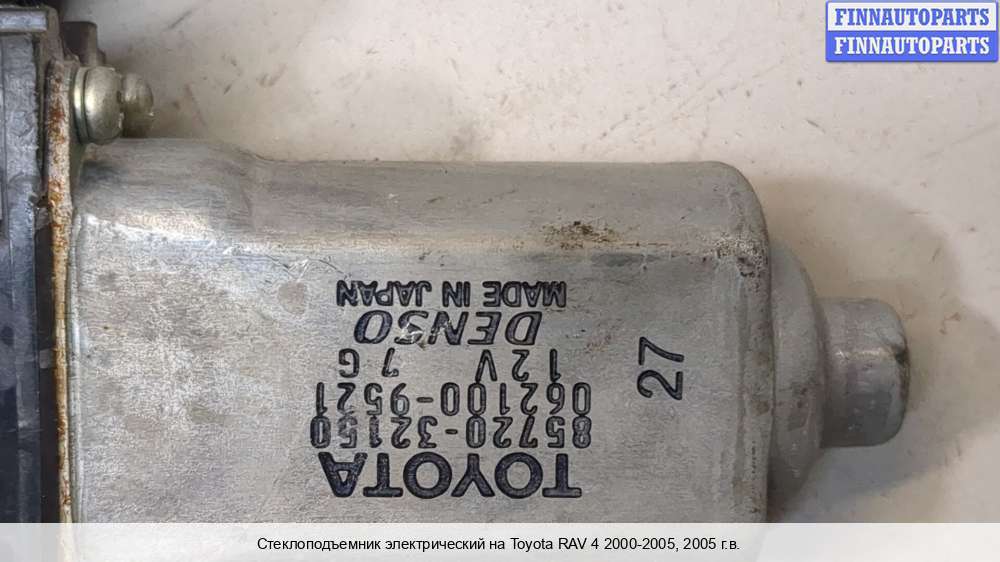 FINNAUTOPARTS
FINNAUTOPARTS
TOYOTA
85720-32150
062100-9521
12V 7G
DENSO
MADE IN JAPAN
27
Стеклоподъемник электрический на Toyota RAV 4 2000-2005, 2005 г.в.